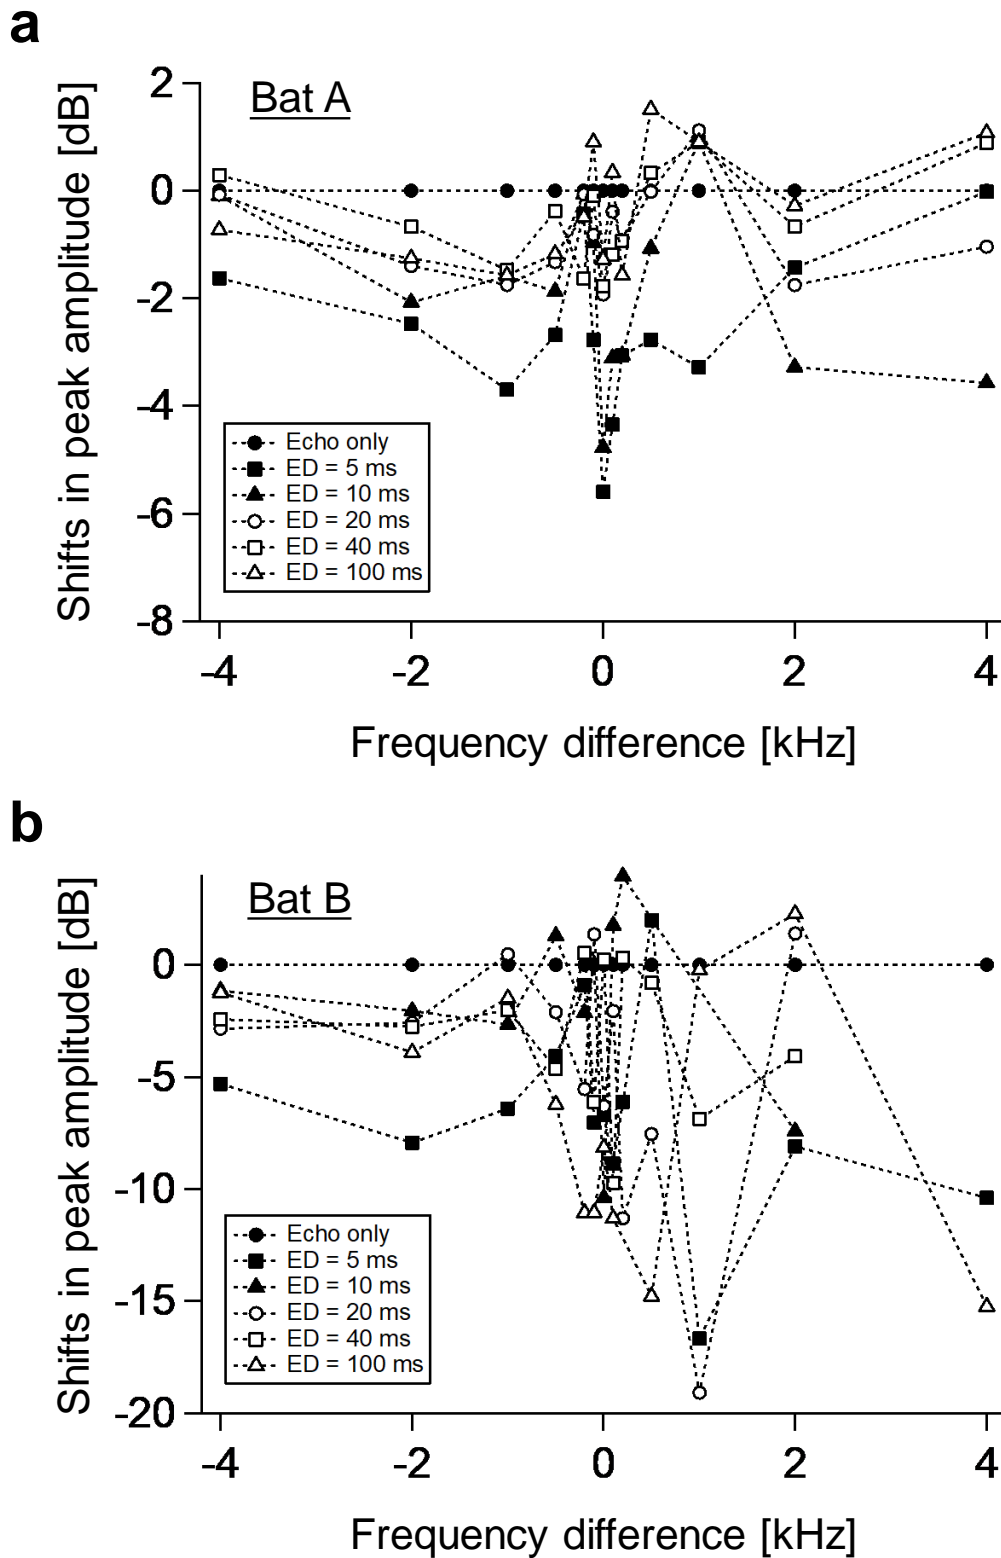 a
Bat A
Shifts in peak amplitude [dB]
2
0
-2
-4
-6
-8
Echo only
ED = 5 ms
ED = 10 ms
ED = 20 ms
ED = 40 ms
ED = 100 ms
-4 -2 0 2 4
Frequency difference [kHz]
b
Bat B
Shifts in peak amplitude [dB]
0
-5
-10
-15
-20
Echo only
ED = 5 ms
ED = 10 ms
ED = 20 ms
ED = 40 ms
ED = 100 ms
-4 -2 0 2 4
Frequency difference [kHz]